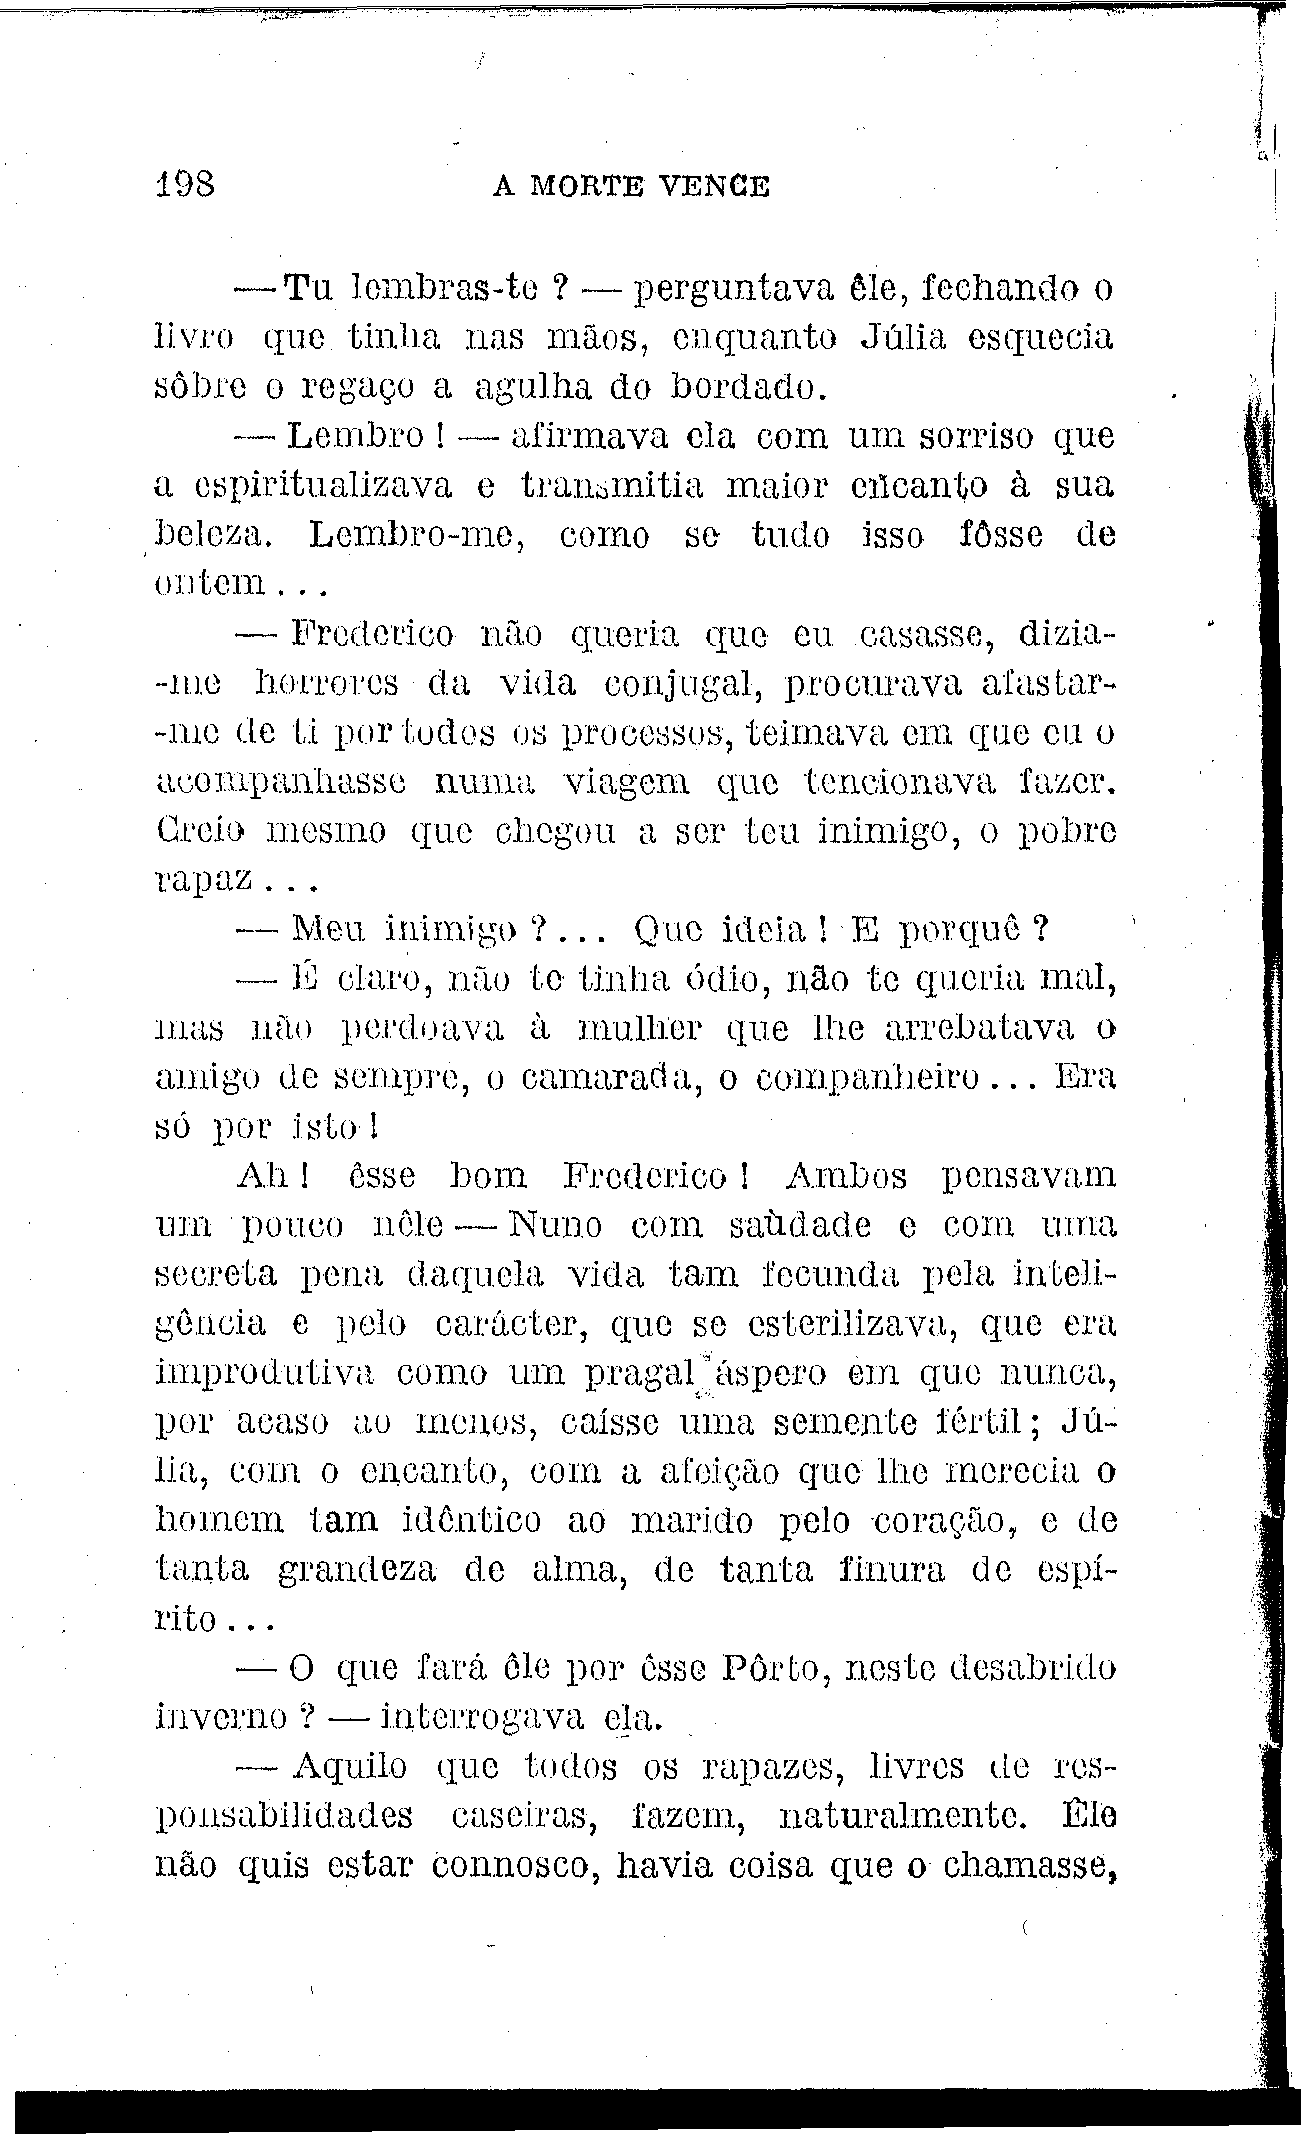 198 A MORTE VENCE
— Tu lembras-te ? — perguntava êle, fechando o
livro que tinha nas mãos, enquanto Júlia esquecia
sôbre o regaço a agulha do bordado.
— Lembro ! — afirmava ela com um sorriso que
a espiritualizava e transmitia maior encanto à sua
beleza. Lembro-me, como se tudo isso fôsse de
ontem . . .
— Frederico não queria que eu casasse, dizia-
-me horrores da vida conjugal, procurava afastar-
-me de ti por todos os processos, teimava em que eu o
acompanhasse numa viagem que tencionava fazer.
Creio mesmo que chegou a ser teu inimigo, o pobre
rapaz . . .
— Meu inimigo ? . . . Que ideia ! E porquê ?
— É claro, não te tinha ódio, não te queria mal,
mas não perdoava à mulher que lhe arrebatava o
amigo de sempre, o camarada, o companheiro . . . Era
só por isto !
Ah ! êsse bom Frederico ! Ambos pensavam
um pouco nêle — Nuno com saùdade e com uma
secreta pena daquela vida tam fecunda pela inteli-
gência e pelo carácter, que se esterilizava, que era
improdutiva como um pragal áspero em que nunca,
por acaso ao menos, caísse uma semente fértil ; Jú-
lia, com o encanto, com a afeição que lhe merecia o
homem tam idêntico ao marido pelo coração, e de
tanta grandeza de alma, de tanta finura de espí-
rito . . .
— O que fará êle por êsse Pôrto, neste desabrido
inverno ? — interrogava ela.
— Aquilo que todos os rapazes, livres de res-
ponsabilidades caseiras, fazem, naturalmente. Êle
não quis estar connosco, havia coisa que o chamasse,